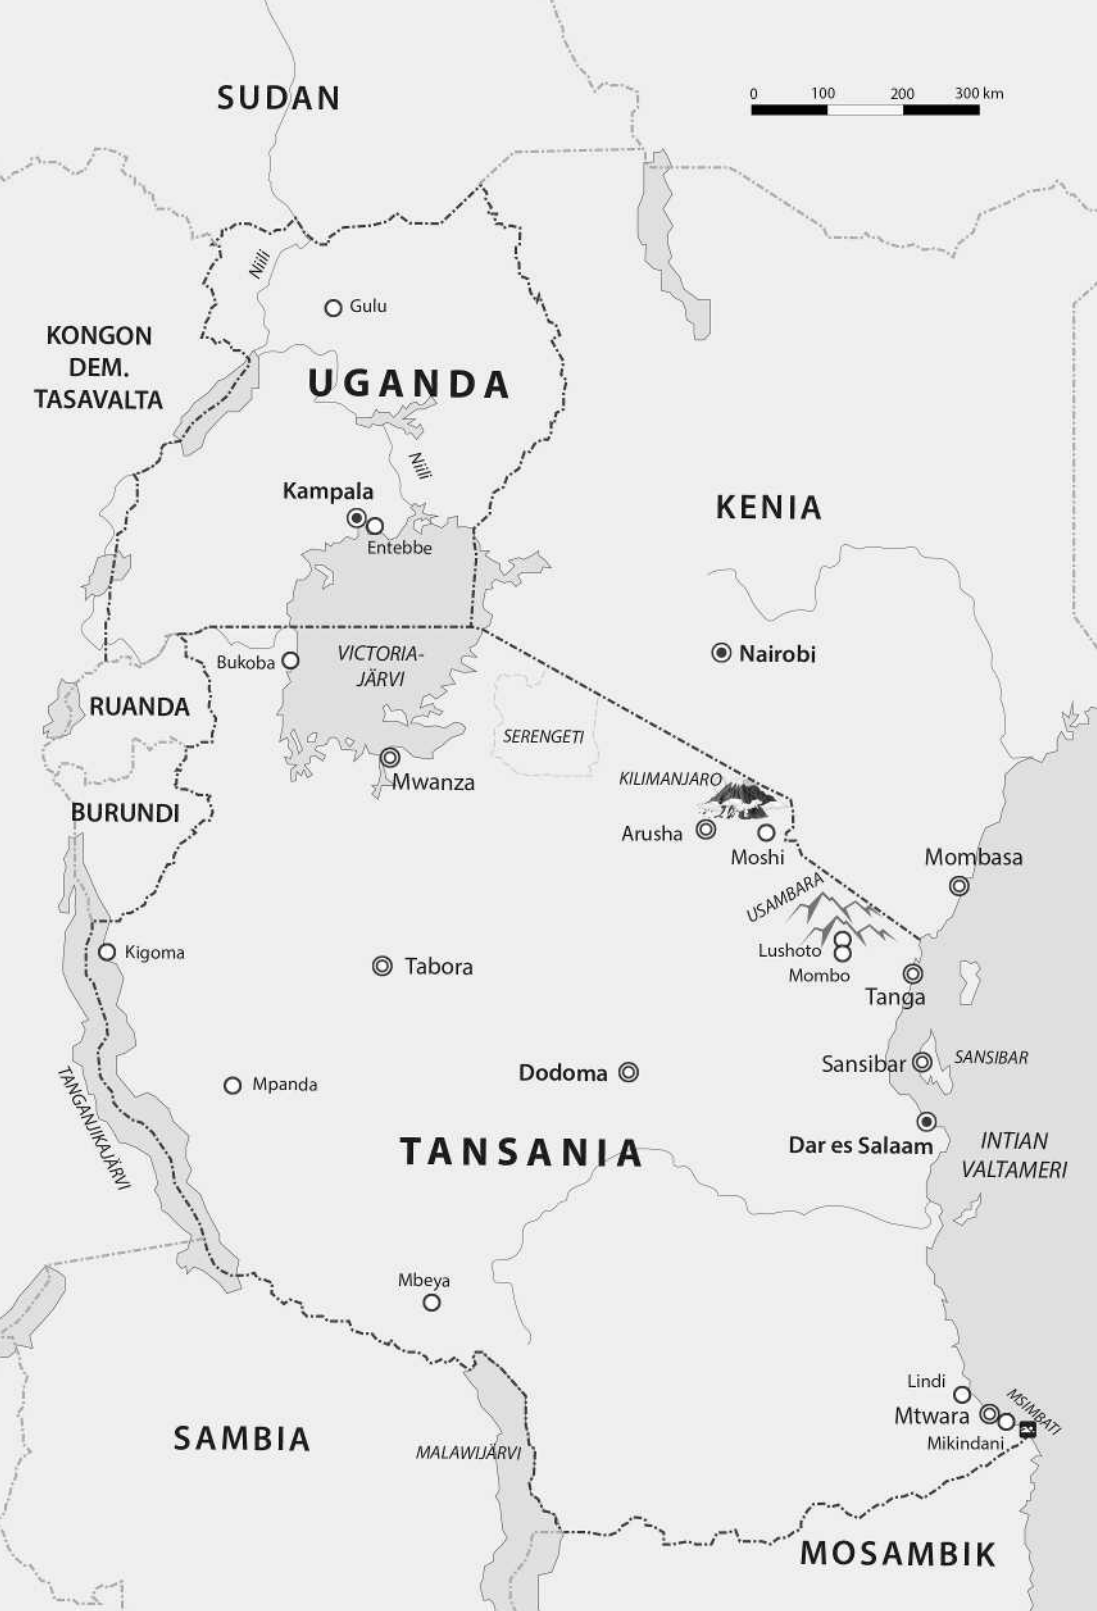 SUDAN
0 100 200 300 km
Niili
Gulu
KONGON
DEM.
TASAVALTA
UGANDA
Niili
Kampala
Entebbe
KENIA
Bukoba
VICTORIA-
JÄRVI
Nairobi
RUANDA
SERENGETI
Mwanza
KILIMANJARO
BURUNDI
Arusha
Moshi
Mombasa
USAMBARA
Lushoto
Mombo
Kigoma
Tabora
Tanga
Sansibar
SANSIBAR
Dodoma
Mpanda
TANGANJIKAJÄRVI
TANSANIA
Dar es Salaam
INTIAN
VALTAMERI
Mbeya
Lindi
MSIMBATI
Mtwara
Mikindani
SAMBIA
MALAWIJÄRVI
MOSAMBIK